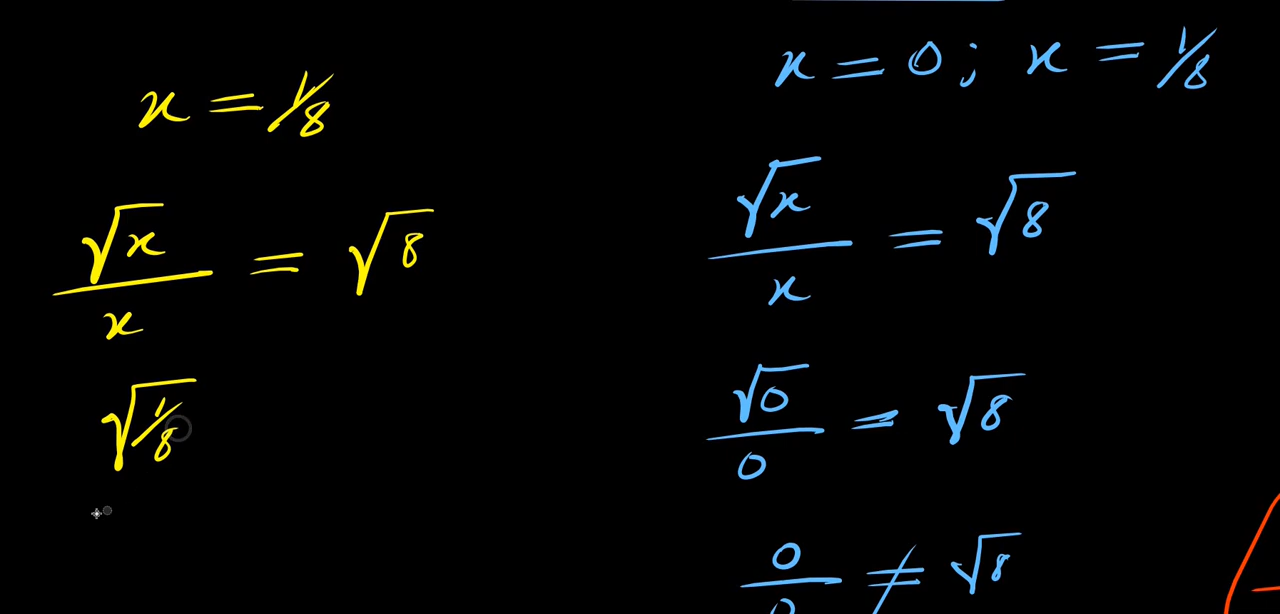 x = 1/8
√x/x = √8
√1/8
x = 0; x = 1/8
√x/x = √8
√0/0 = √8
0/0 ≠ √8